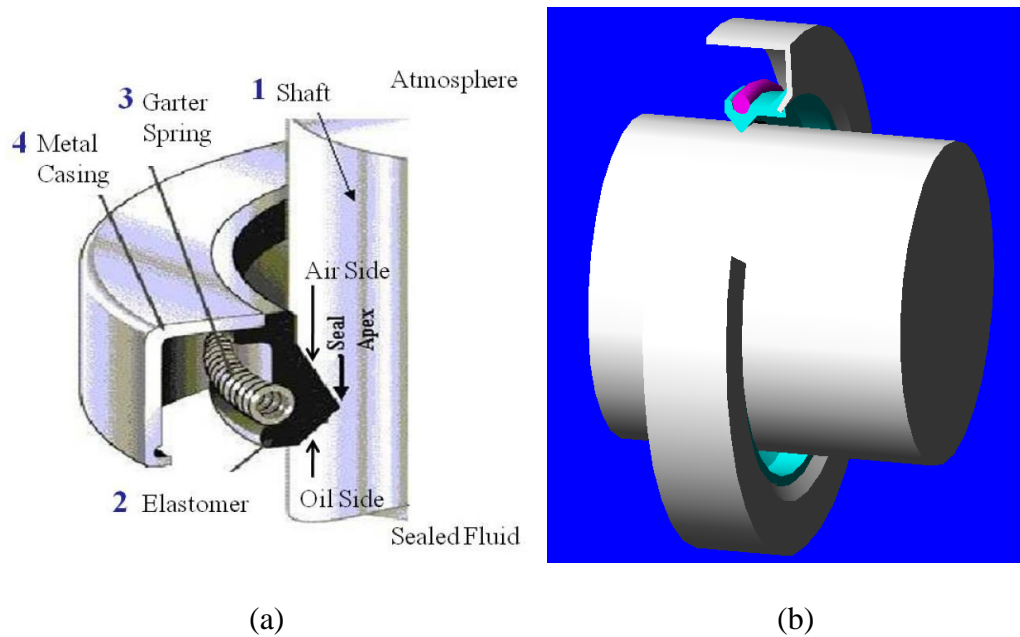 Atmosphere
3 Garter
Spring
1 Shaft
4 Metal
Casing
Air Side
Seal
Apex
2 Elastomer
Oil Side
Sealed Fluid
(a)
(b)